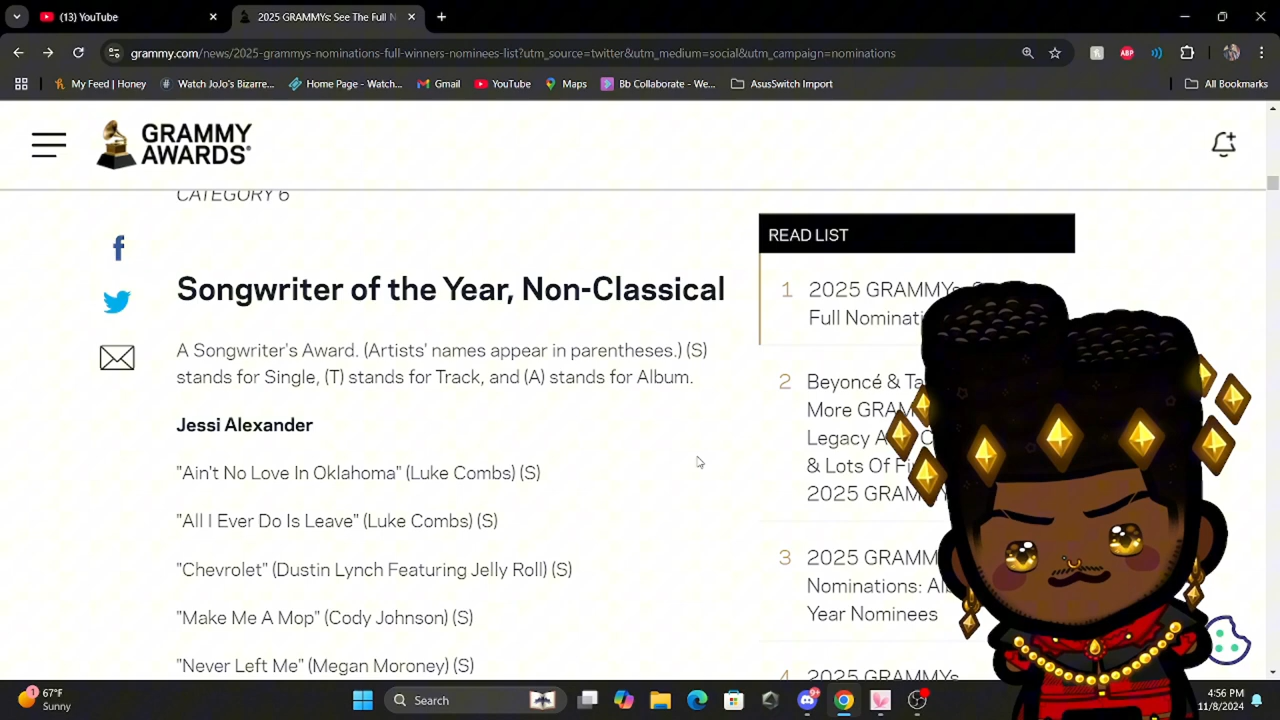 (13) YouTube
2025 GRAMMYs: See The Full N
grammy.com/news/2025-grammys-nominations-full-winners-nominees-list?utm_source=twitter&utm_medium=social&utm_campaign=nominations
ABP
My Feed | Honey
Watch JoJo's Bizarre...
Home Page - Watch...
Gmail
YouTube
Maps
Bb Collaborate - We...
AssSwitch Import
All Bookmarks
GRAMMY
AWARDS
CATEGORY 6
Songwriter of the Year, Non-Classical
A Songwriter's Award. (Artists' names appear in parentheses.) (S)
stands for Single, (T) stands for Track, and (A) stands for Album.
Jessi Alexander
"Ain't No Love In Oklahoma" (Luke Combs) (S)
"All I Ever Do Is Leave" (Luke Combs) (S)
"Chevrolet" (Dustin Lynch Featuring Jelly Roll) (S)
"Make Me A Mop" (Cody Johnson) (S)
"Never Left Me" (Megan Moroney) (S)
READ LIST
1 2025 GRAMMYs:
Full Nominati
2 Beyoncé & Ta
More GRAM
Legacy A
& Lots Of Fi
2025 GRAM
3 2025 GRAMM
Nominations: Al
Year Nominees
4 2025 GRAMMYs
1
67°F
Sunny
Search
4:56 PM
11/8/2024